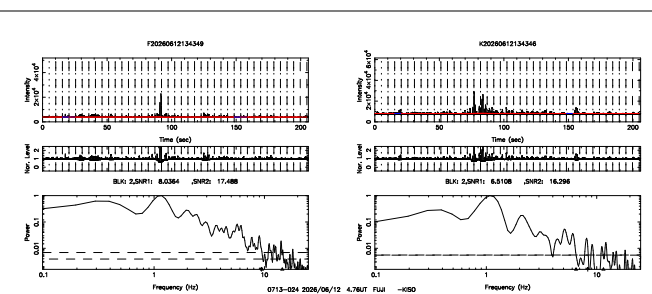 F20260612134349
K20260612134346
Intensity
0 2×10⁴ 4×10⁴
0 50 100 150 200
Time (sec)
Intensity
0 2×10⁴ 4×10⁴ 6×10⁴
0 50 100 150 200
Time (sec)
Nor. Level
0 1 2
Nor. Level
0 1 2
BLK: 2,SNR1: 8.0364 ,SNR2: 17.488
BLK: 2,SNR1: 6.5108 ,SNR2: 16.296
Power
1 0.1 0.01
0.1 1 10
Frequency (Hz)
Power
1 0.1 0.01
0.1 1 10
Frequency (Hz)
0713-024 2026/06/12 4.76UT FUJI -KISO